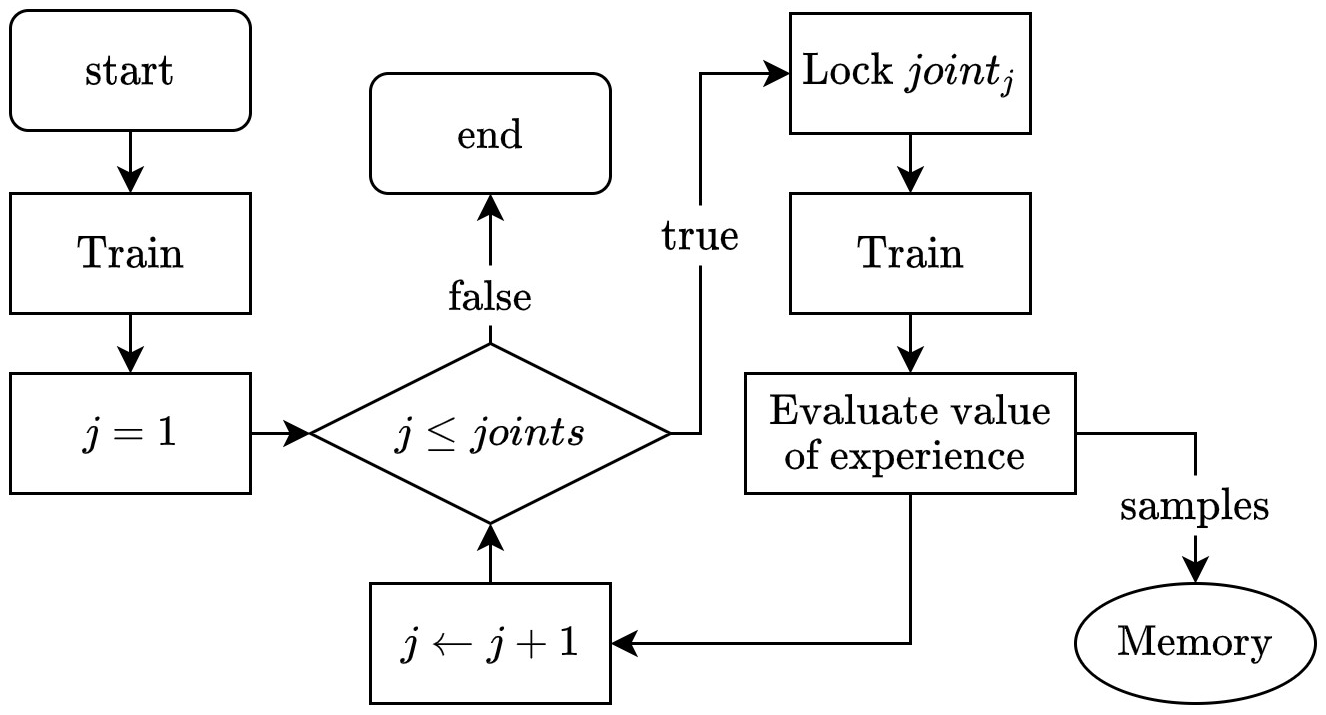 start
Train
j = 1
end
false
j ≤ joints
j ← j + 1
true
Lock joint_j
Train
Evaluate value
of experience
samples
Memory